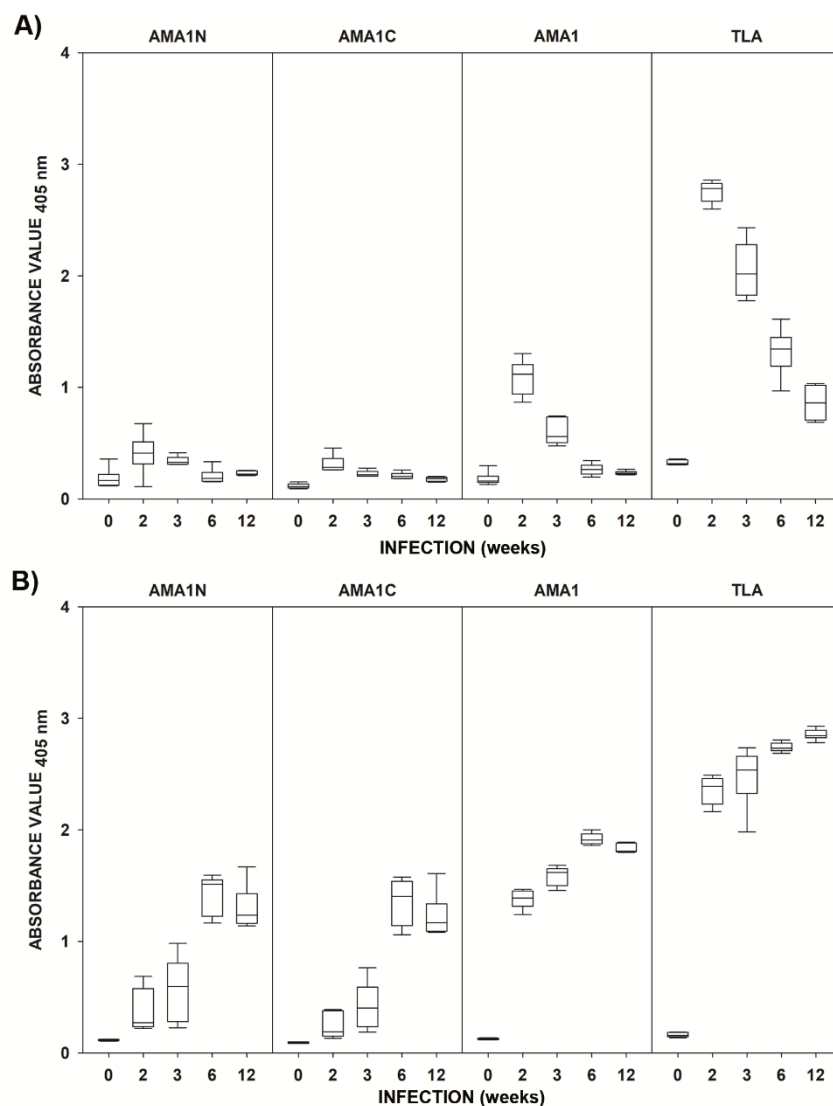 A)
AMA1N AMA1C AMA1 TLA
4
3
2
1
0
ABSORBANCE VALUE 405 nm
0 2 3 6 12 0 2 3 6 12 0 2 3 6 12 0 2 3 6 12
INFECTION (weeks)
B)
AMA1N AMA1C AMA1 TLA
4
3
2
1
0
ABSORBANCE VALUE 405 nm
0 2 3 6 12 0 2 3 6 12 0 2 3 6 12 0 2 3 6 12
INFECTION (weeks)